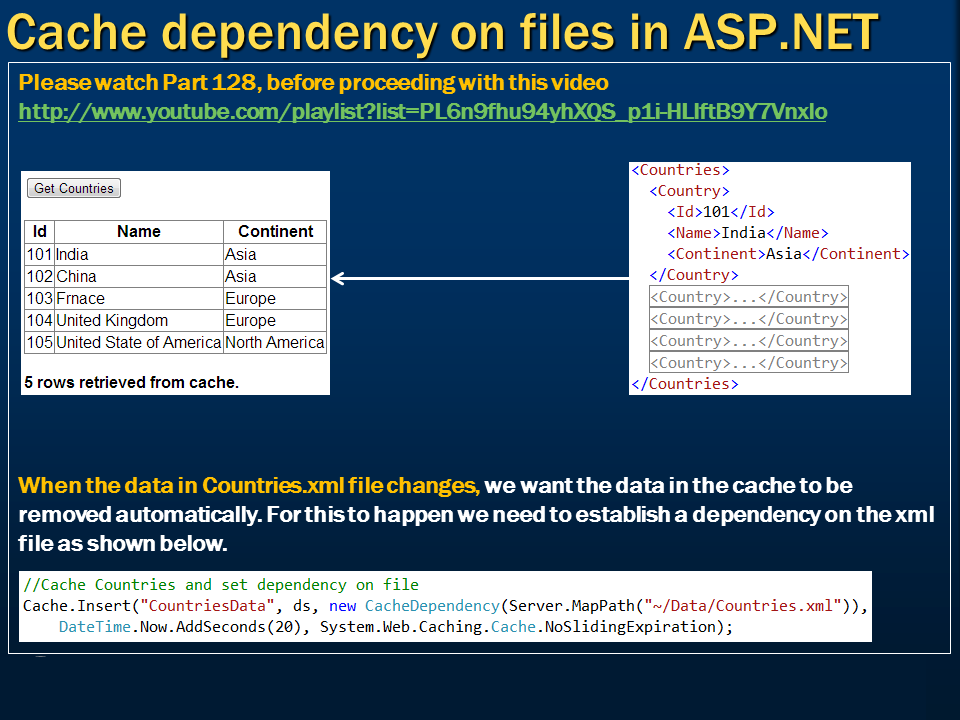 Cache dependency on files in ASP.NET
Please watch Part 128, before proceeding with this video
http://www.youtube.com/playlist?list=PL6n9fhu94yhXQS_p1i-HLIftB9Y7Vnxlo
Get Countries
Id Name Continent
101 India Asia
102 China Asia
103 Frnace Europe
104 United Kingdom Europe
105 United State of America North America
5 rows retrieved from cache.
<Countries>
<Country>
<Id>101</Id>
<Name>India</Name>
<Continent>Asia</Continent>
</Country>
<Country>...</Country>
<Country>...</Country>
<Country>...</Country>
<Country>...</Country>
</Countries>
When the data in Countries.xml file changes, we want the data in the cache to be
removed automatically. For this to happen we need to establish a dependency on the xml
file as shown below.
//Cache Countries and set dependency on file
Cache.Insert("CountriesData", ds, new CacheDependency(Server.MapPath("~/Data/Countries.xml")),
DateTime.Now.AddSeconds(20), System.Web.Caching.Cache.NoSlidingExpiration);